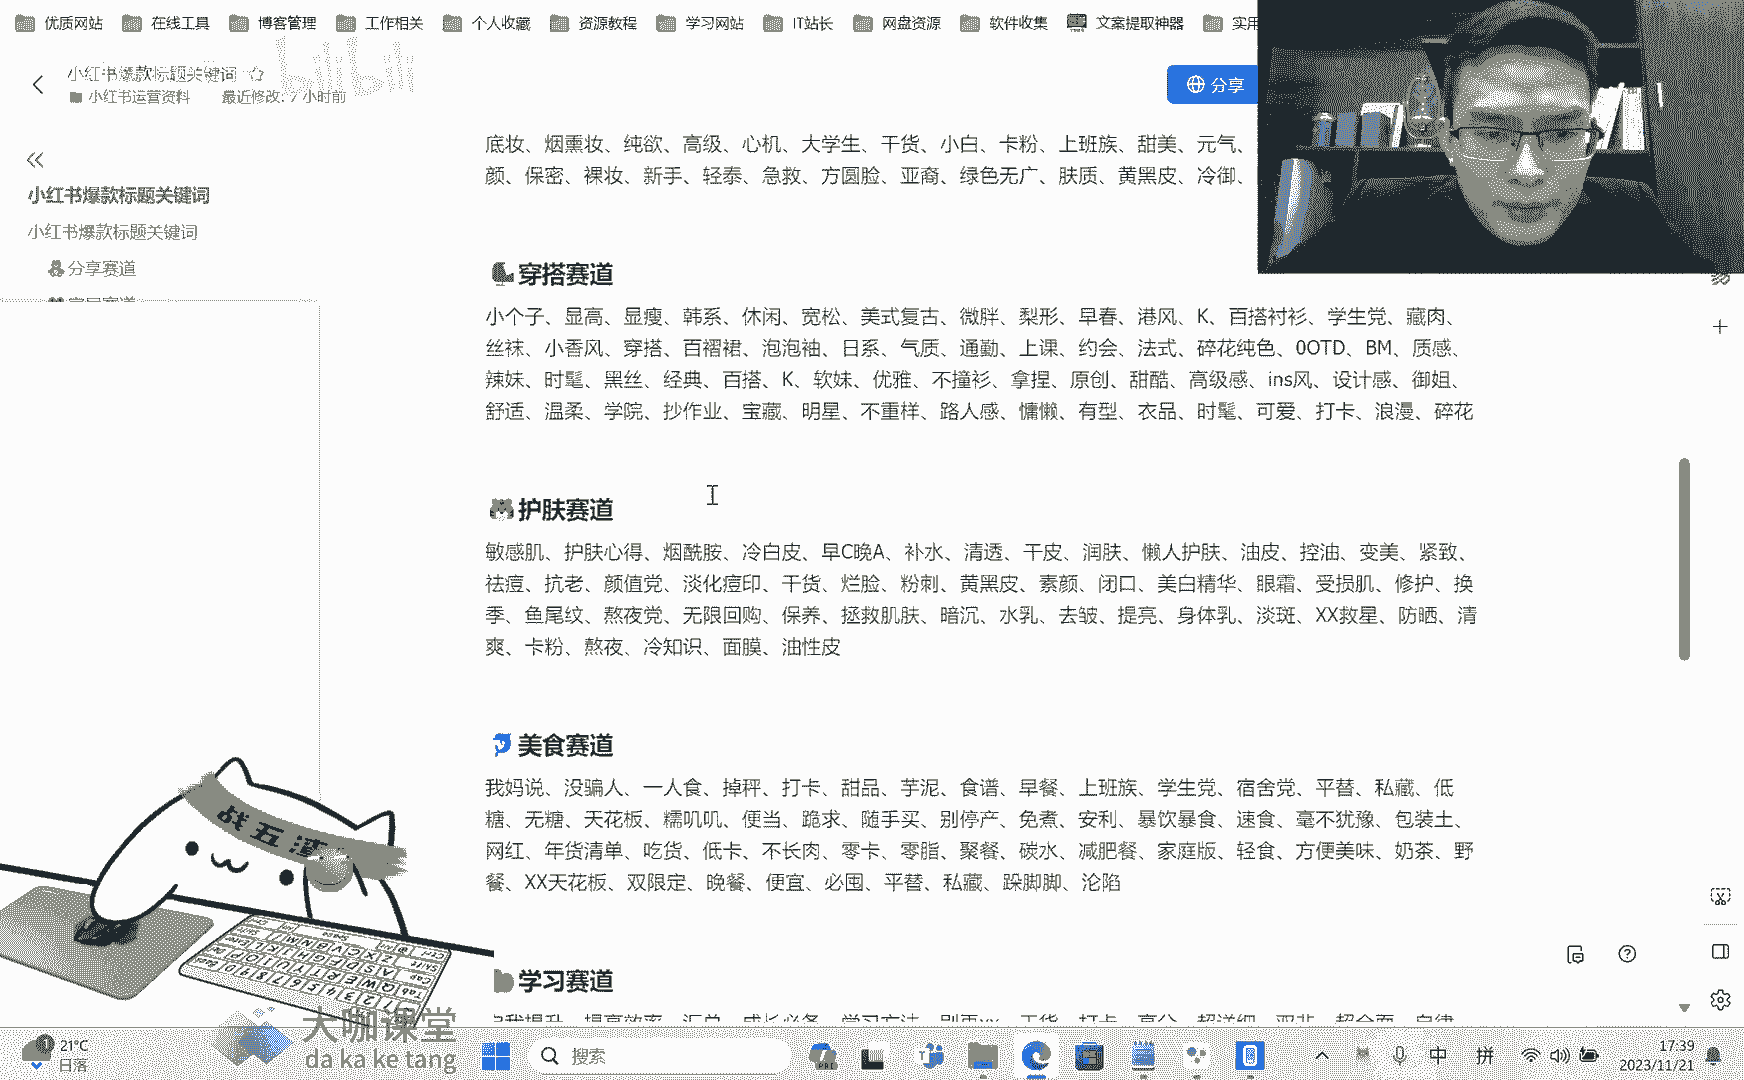 优质网站 在线工具 博客管理 工作相关 个人收藏 资源教程 学习网站 IT站长 网盘资源 软件收集 文案提取神器 实用
bilibili
小红书爆款标题关键词
小红书运营资料 最近修改: 7 小时前
分享
小红书爆款标题关键词
小红书爆款标题关键词
分享赛道
底妆、烟熏妆、纯欲、高级、心机、大学生、干货、小白、卡粉、上班族、甜美、元气、
颜、保密、裸妆、新手、轻泰、急救、方圆脸、亚裔、绿色无广、肤质、黄黑皮、冷御、
穿搭赛道
小个子、显高、显瘦、韩系、休闲、宽松、美式复古、微胖、梨形、早春、港风、K、百搭衬衫、学生党、藏肉、
丝袜、小香风、穿搭、百褶裙、泡泡袖、日系、气质、通勤、上课、约会、法式、碎花纯色、0OTD、BM、质感、
辣妹、时髦、黑丝、经典、百搭、K、软妹、优雅、不撞衫、拿捏、原创、甜酷、高级感、ins风、设计感、御姐、
舒适、温柔、学院、抄作业、宝藏、明星、不重样、路人感、慵懒、有型、衣品、时髦、可爱、打卡、浪漫、碎花
护肤赛道
敏感肌、护肤心得、烟酰胺、冷白皮、早C晚A、补水、清透、干皮、润肤、懒人护肤、油皮、控油、变美、紧致、
祛痘、抗老、颜值党、淡化痘印、干货、烂脸、粉刺、黄黑皮、素颜、闭口、美白精华、眼霜、受损肌、修护、换
季、鱼尾纹、熬夜党、无限回购、保养、拯救肌肤、暗沉、水乳、去皱、提亮、身体乳、淡斑、XX救星、防晒、清
爽、卡粉、熬夜、冷知识、面膜、油性皮
美食赛道
我妈说、没骗人、一人食、掉秤、打卡、甜品、芋泥、食谱、早餐、上班族、学生党、宿舍党、平替、私藏、低
糖、无糖、天花板、糯叽叽、便当、跪求、随手买、别停产、免煮、安利、暴饮暴食、速食、毫不犹豫、包装土、
网红、年货清单、吃货、低卡、不长肉、零卡、零脂、聚餐、碳水、减肥餐、家庭版、轻食、方便美味、奶茶、野
餐、XX天花板、双限定、晚餐、便宜、必囤、平替、私藏、跺脚脚、沦陷
学习赛道
战五渣
大咖课堂
da ka ke tang
21°C
日落
搜索
中 拼
17:39
2023/11/21